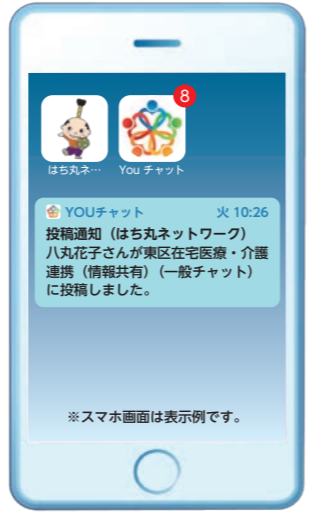 8
はち丸ネ… You チャット
YOUチャット 火 10:26
投稿通知（はち丸ネットワーク）
八丸花子さんが東区在宅医療・介護
連携（情報共有）（一般チャット）
に投稿しました。
※スマホ画面は表示例です。